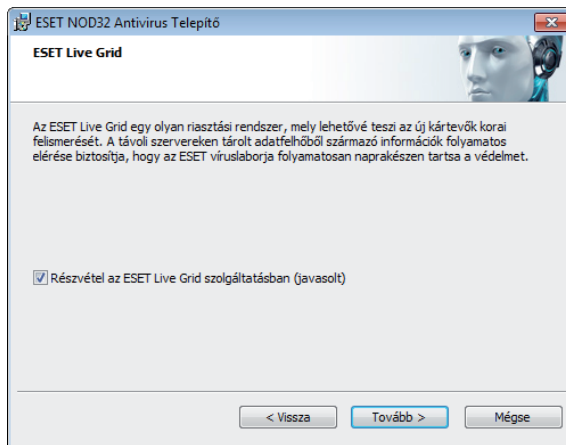 ESET NOD32 Antivirus Telepítő
ESET Live Grid
Az ESET Live Grid egy olyan riasztási rendszer, mely lehetővé teszi az új kártevők korai
felismerését. A távoli szervereken tárolt adatfelhőből származó információk folyamatos
elérése biztosítja, hogy az ESET víruslaborja folyamatosan naprakészen tartsa a védelmet.
Részvétel az ESET Live Grid szolgáltatásban (javasolt)
< Vissza
Tovább >
Mégse